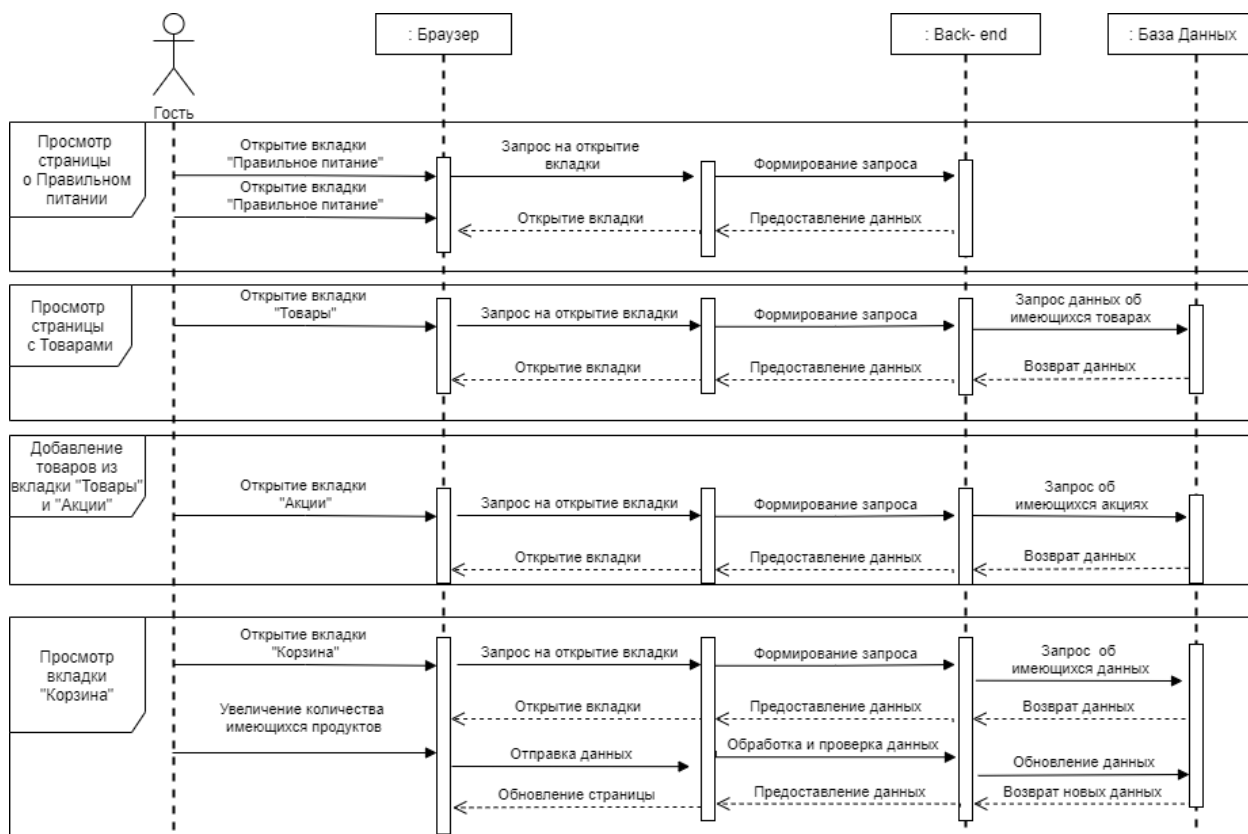 : Браузер
: Back- end
: База Данных
Гость
Просмотр
страницы
о Правильном
питании
Открытие вкладки
"Правильное питание"
Запрос на открытие
вкладки
Формирование запроса
Открытие вкладки
"Правильное питание"
Открытие вкладки
Предоставление данных
Просмотр
страницы
с Товарами
Открытие вкладки
"Товары"
Запрос на открытие вкладки
Формирование запроса
Запрос данных об
имеющихся товарах
Открытие вкладки
Предоставление данных
Возврат данных
Добавление
товаров из
вкладки "Товары"
и "Акции"
Открытие вкладки
"Акции"
Запрос на открытие вкладки
Формирование запроса
Запрос об
имеющихся акциях
Открытие вкладки
Предоставление данных
Возврат данных
Просмотр
вкладки
"Корзина"
Открытие вкладки
"Корзина"
Запрос на открытие вкладки
Формирование запроса
Запрос об
имеющихся данных
Открытие вкладки
Предоставление данных
Возврат данных
Увеличение количества
имеющихся продуктов
Отправка данных
Обработка и проверка данных
Обновление данных
Обновление страницы
Предоставление данных
Возврат новых данных